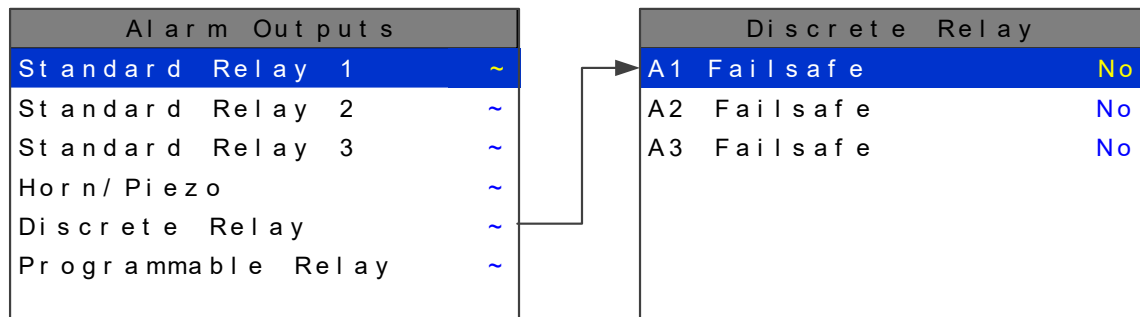 Alarm Outputs
Standard Relay 1 ~
Standard Relay 2 ~
Standard Relay 3 ~
Horn/Piezo ~
Discrete Relay ~
Programmable Relay ~
Discrete Relay
A1 Failsafe No
A2 Failsafe No
A3 Failsafe No